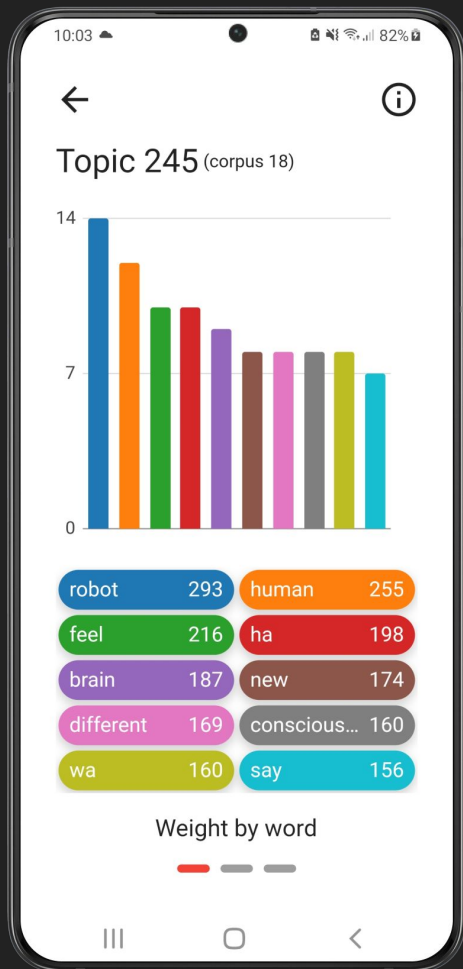 10:03 82%
Topic 245 (corpus 18)
14
7
0
robot 293 human 255
feel 216 ha 198
brain 187 new 174
different 169 conscious... 160
wa 160 say 156
Weight by word